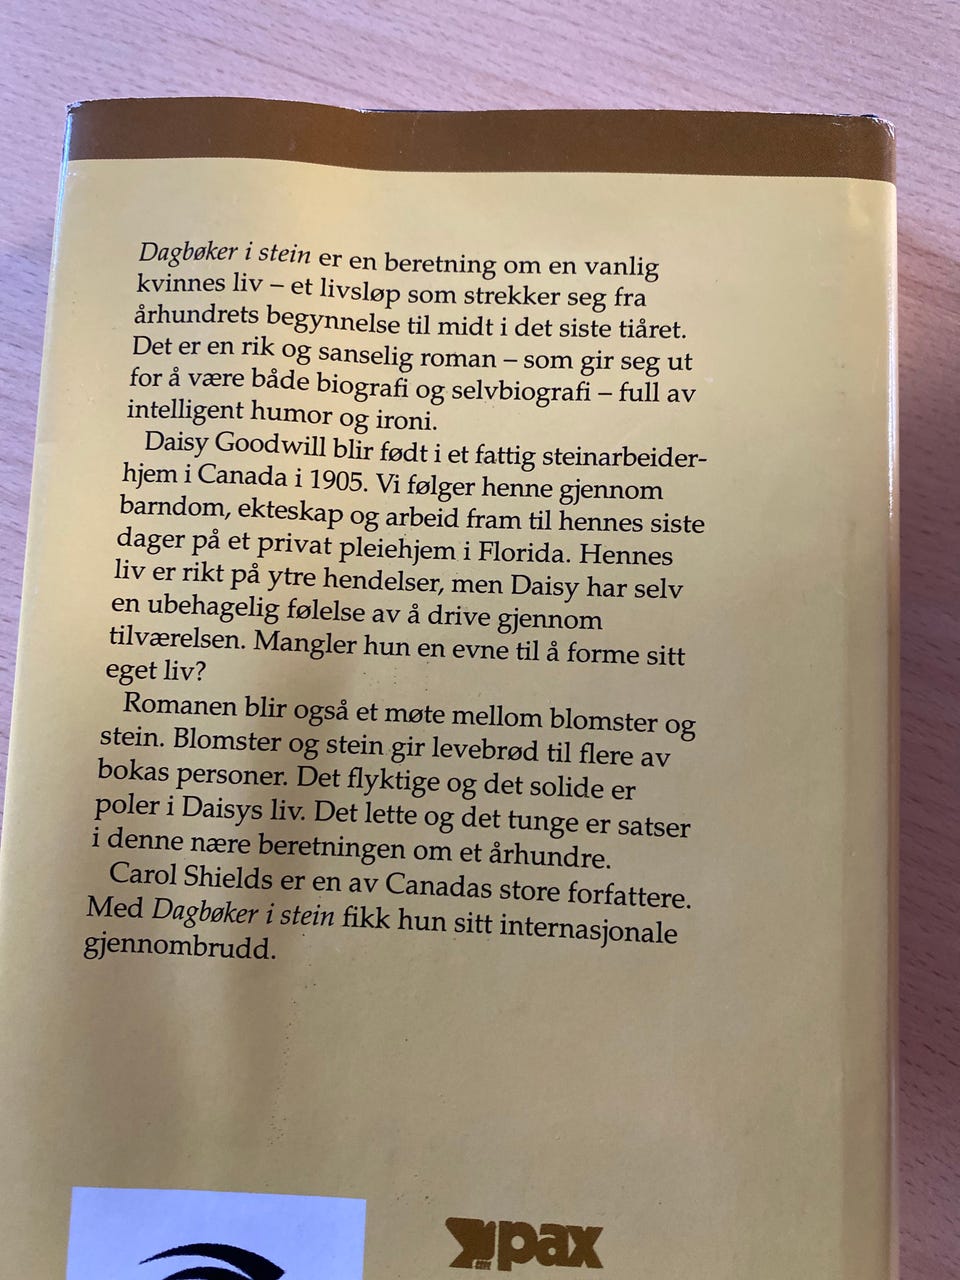 Dagbøker i stein er en beretning om en vanlig
kvinnes liv – et livsløp som strekker seg fra
århundrets begynnelse til midt i det siste tiåret.
Det er en rik og sanselig roman – som gir seg ut
for å være både biografi og selvbiografi – full av
intelligent humor og ironi.
Daisy Goodwill blir født i et fattig steinarbeider-
hjem i Canada i 1905. Vi følger henne gjennom
barndom, ekteskap og arbeid fram til hennes siste
dager på et privat pleiehjem i Florida. Hennes
liv er rikt på ytre hendelser, men Daisy har selv
en ubehagelig følelse av å drive gjennom
tilværelsen. Mangler hun en evne til å forme sitt
eget liv?
Romanen blir også et møte mellom blomster og
stein. Blomster og stein gir levebrød til flere av
bokas personer. Det flyktige og det solide er
poler i Daisys liv. Det lette og det tunge er satser
i denne nære beretningen om et århundre.
Carol Shields er en av Canadas store forfattere.
Med Dagbøker i stein fikk hun sitt internasjonale
gjennombrudd.
pax